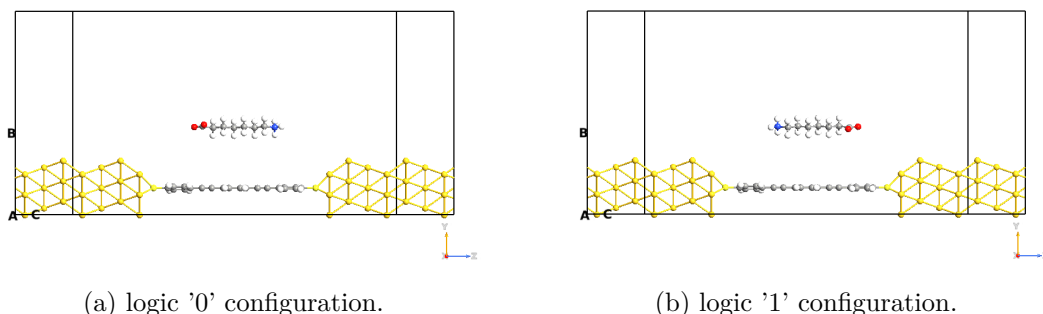 B
A C
Y
X Z
B
A C
Y
(a) logic '0' configuration.
(b) logic '1' configuration.